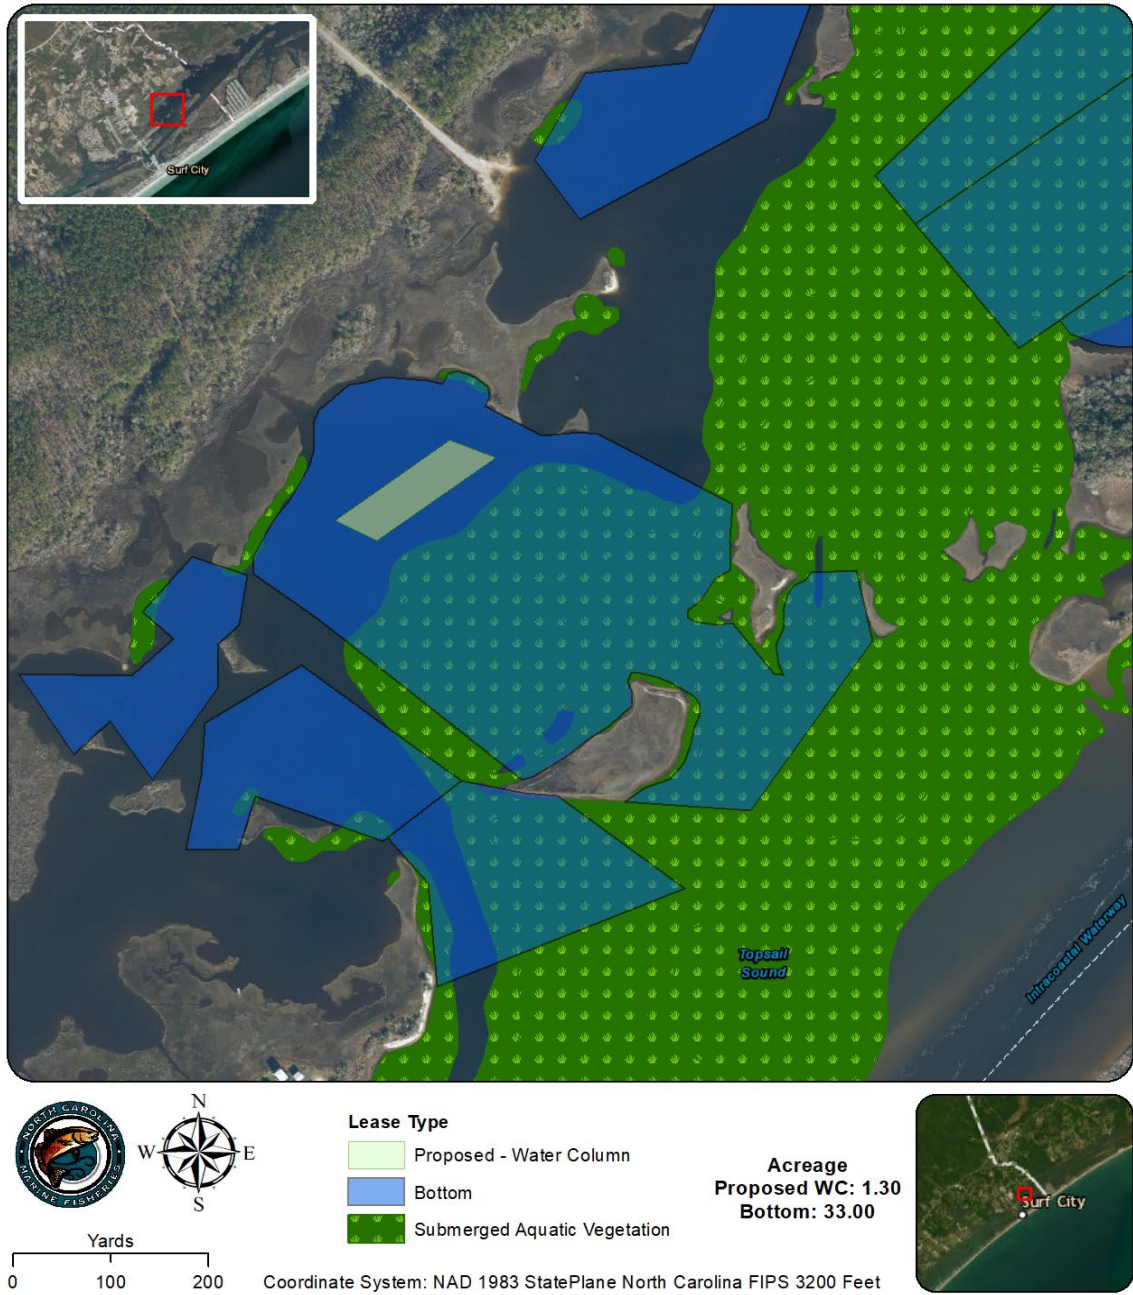 Surf City
Topsail
Sound
Intracoastal Waterway
NORTH CAROLINA
MARINE FISHERIES
N
W
E
S
Lease Type
Proposed - Water Column
Bottom
Submerged Aquatic Vegetation
Acreage
Proposed WC: 1.30
Bottom: 33.00
Surf City
Yards
0 100 200
Coordinate System: NAD 1983 StatePlane North Carolina FIPS 3200 Feet